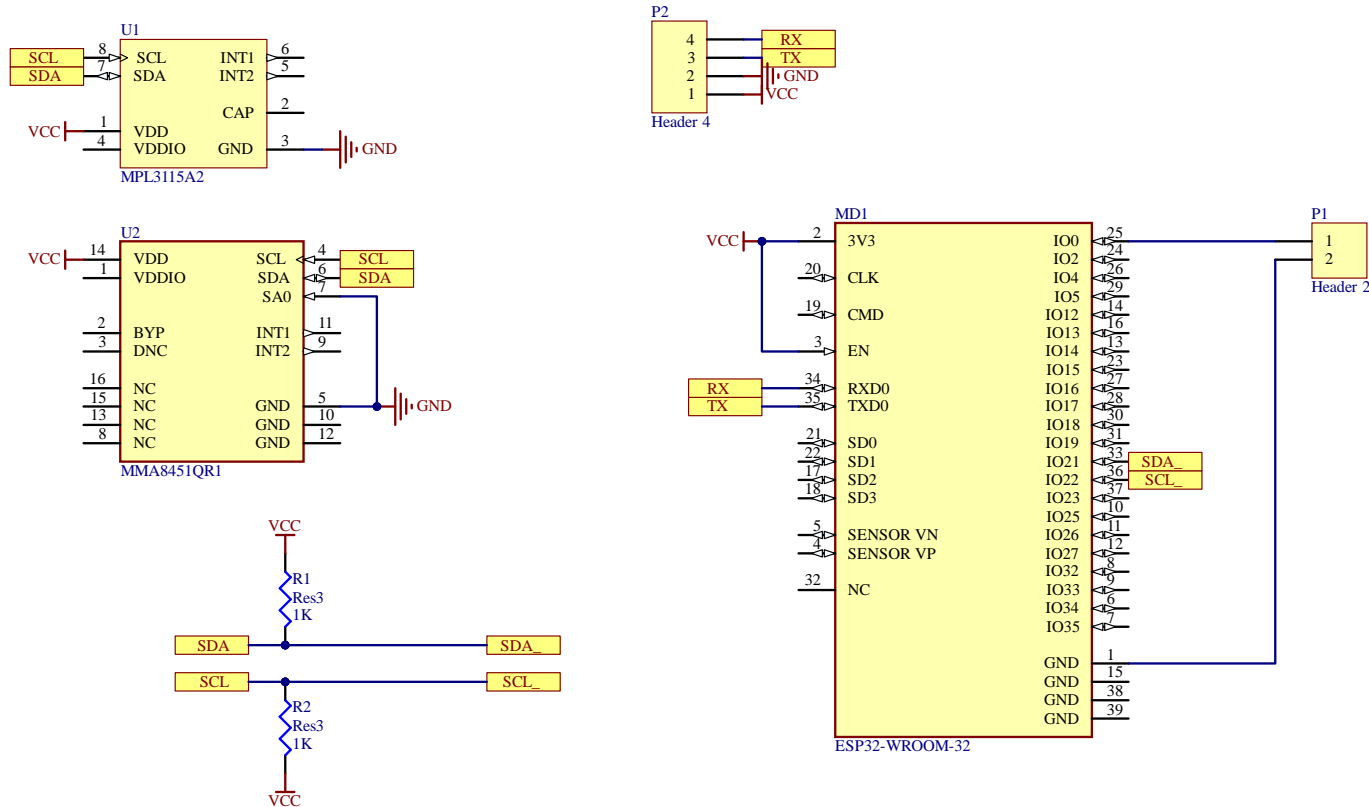 U1
SCL 8 SCL INT1 6
SDA 7 SDA INT2 5
CAP 2
VCC 1 VDD
4 VDDIO GND 3 GND
MPL3115A2
P2
4 RX
3 TX
2 GND
1 VCC
Header 4
U2
VCC 14 VDD SCL 4 SCL
1 VDDIO SDA 6 SDA
SA0 7
2 BYP INT1 11
3 DNC INT2 9
16 NC
15 NC GND 5 GND
13 NC GND 10
8 NC GND 12
MMA8451QR1
MD1
VCC 2 3V3 IO0 25
IO2 24
20 CLK IO4 26
IO5 29
19 CMD IO12 14
IO13 16
3 EN IO14 13
IO15 23
RX 34 RXD0 IO16 27
TX 35 TXD0 IO17 28
IO18 30
21 SD0 IO19 31
22 SD1 IO21 33 SDA_
17 SD2 IO22 36 SCL_
18 SD3 IO23 37
IO25 10
5 SENSOR VN IO26 11
4 SENSOR VP IO27 12
IO32 8
32 NC IO33 9
IO34 6
IO35 7
GND 1
GND 15
GND 38
GND 39
ESP32-WROOM-32
P1
1
2
Header 2
VCC
R1
Res3
1K
SDA SDA_
SCL SCL_
R2
Res3
1K
VCC